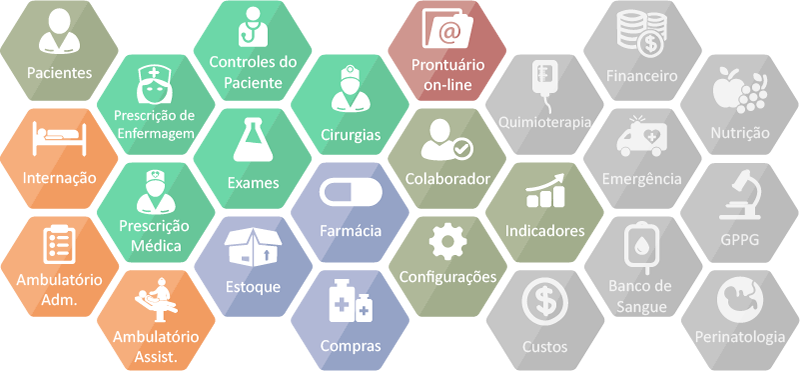 Pacientes
Prescrição de
Enfermagem
Controles do
Paciente
Cirurgias
@
Prontuário
on-line
Quimioterapia
Financeiro
Nutrição
Internação
Prescrição
Médica
Exames
Farmácia
Colaborador
Indicadores
Emergência
GPPG
Ambulatório
Adm.
Ambulatório
Assist.
Estoque
Compras
Configurações
Custos
Banco de
Sangue
Perinatologia